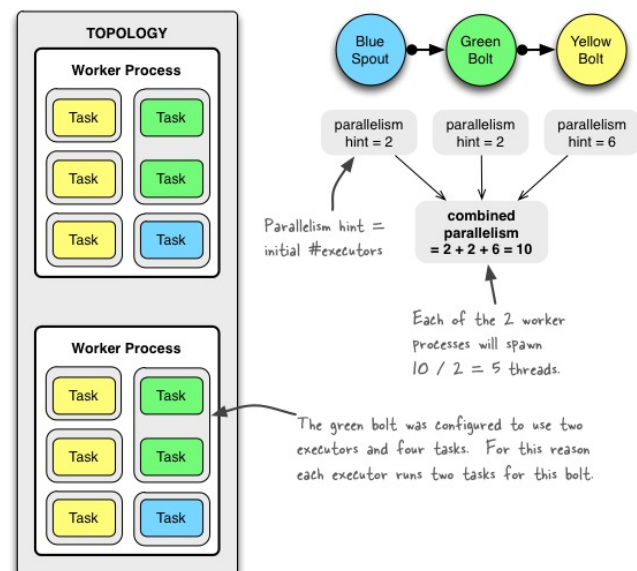 TOPOLOGY
Worker Process
Task
Task
Task
Task
Task
Task
Worker Process
Task
Task
Task
Task
Task
Task
Blue
Spout
Green
Bolt
Yellow
Bolt
parallelism
hint = 2
parallelism
hint = 2
parallelism
hint = 6
Parallelism hint =
initial #executors
combined
parallelism
= 2 + 2 + 6 = 10
Each of the 2 worker
processes will spawn
10 / 2 = 5 threads.
The green bolt was configured to use two
executors and four tasks. For this reason
each executor runs two tasks for this bolt.